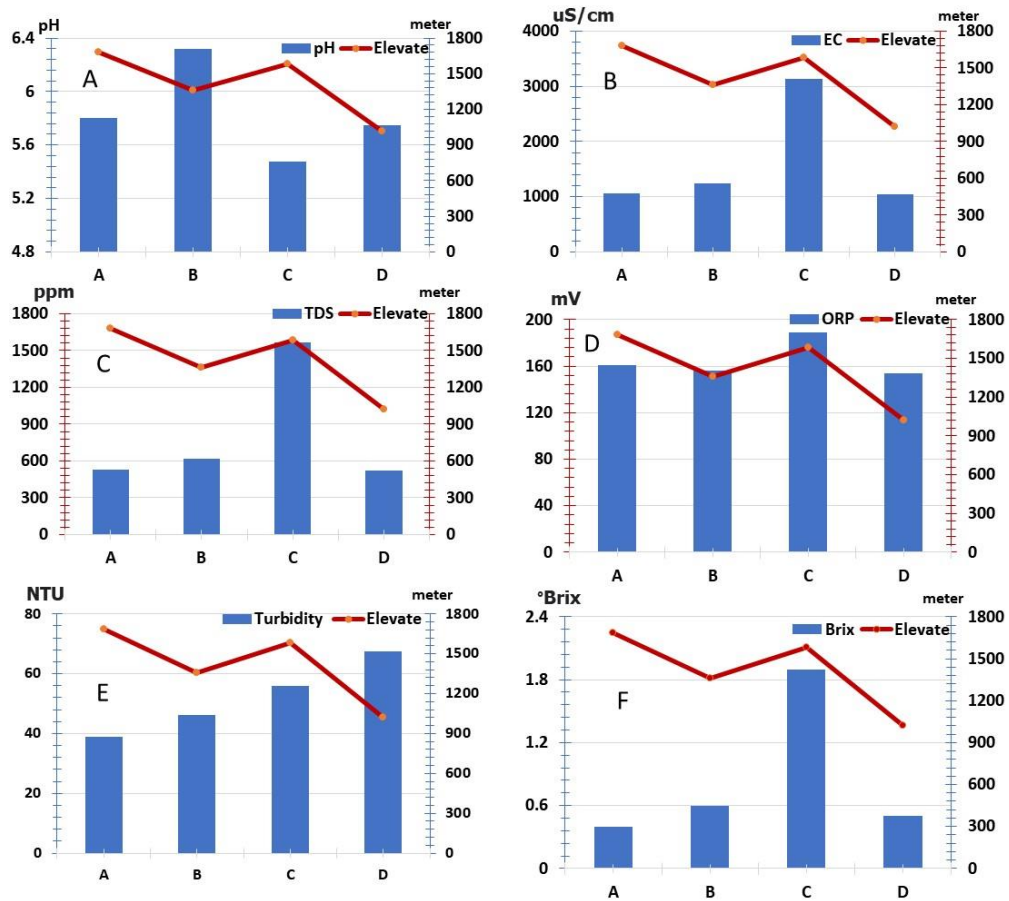 pH meter
6.4 1800
pH Elevate
A
1500
6 1200
5.6 900
600
5.2 300
4.8 0
A B C D
uS/cm meter
4000 1800
EC Elevate
1500
B
3000 1200
2000 900
600
1000 300
0 0
A B C D
ppm meter
1800 TDS Elevate 1800
1500 1500
C
1200 1200
900 900
600 600
300 300
0 0
A B C D
mV meter
200 ORP Elevate 1800
D
160 1500
1200
120 900
80 600
40 300
0 0
A B C D
NTU meter
80 Turbidity Elevate 1800
1500
60 1200
E
40 900
600
20 300
0 0
A B C D
°Brix meter
2.4 1800
Brix Elevate
1.8 1500
F
1200
1.2 900
0.6 600
300
0 0
A B C D